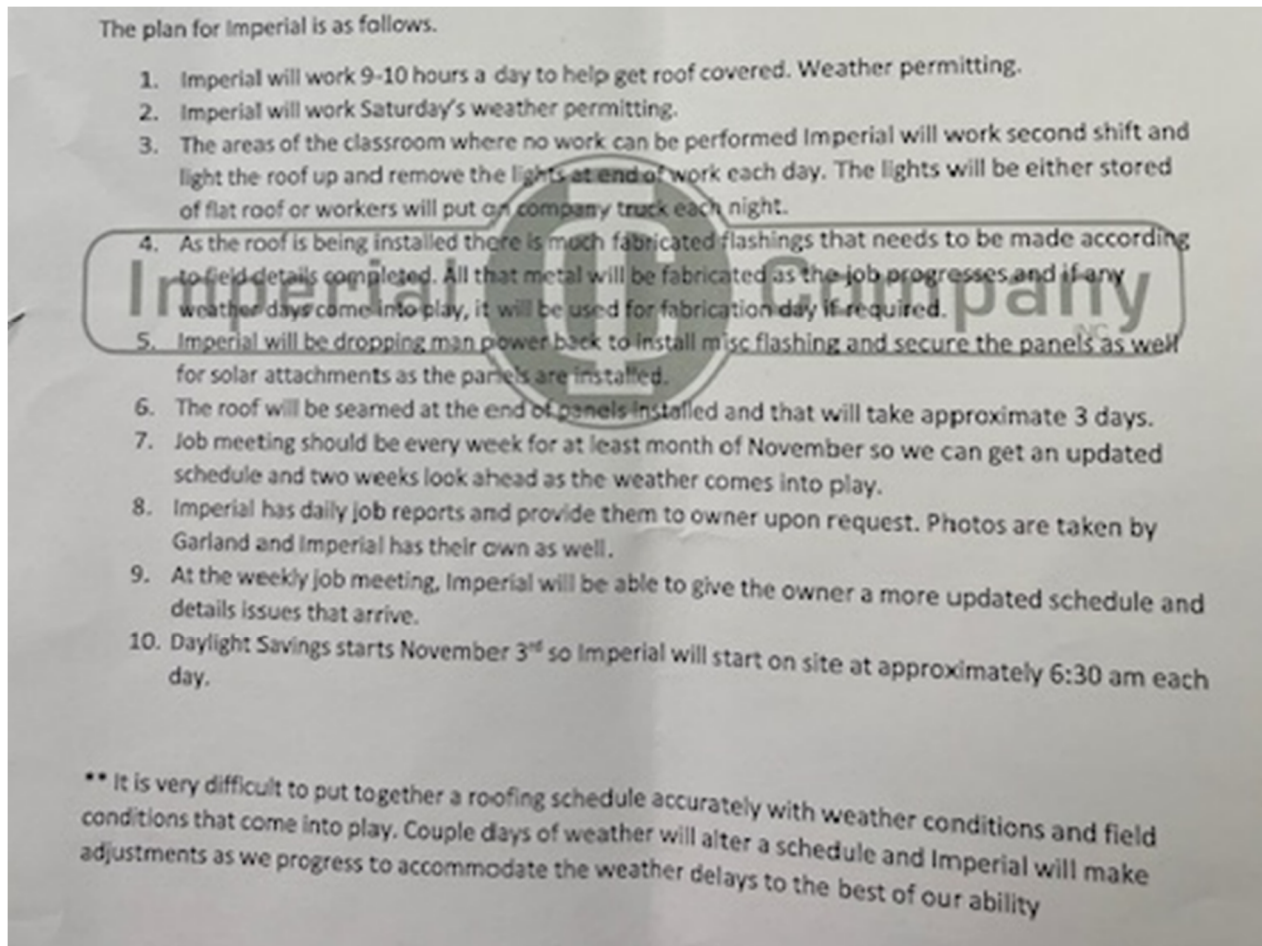 The plan for Imperial is as follows.
1. Imperial will work 9-10 hours a day to help get roof covered. Weather permitting.
2. Imperial will work Saturday's weather permitting.
3. The areas of the classroom where no work can be performed Imperial will work second shift and
light the roof up and remove the lights at end of work each day. The lights will be either stored
of flat roof or workers will put on company truck each night.
4. As the roof is being installed there is much fabricated flashings that needs to be made according
to field details completed. All that metal will be fabricated as the job progresses and if any
weather days come into play, it will be used for fabrication day if required.
Imperial Company
INC
5. Imperial will be dropping man power back to install misc flashing and secure the panels as well
for solar attachments as the panels are installed.
6. The roof will be seamed at the end of panels installed and that will take approximate 3 days.
7. Job meeting should be every week for at least month of November so we can get an updated
schedule and two weeks look ahead as the weather comes into play.
8. Imperial has daily job reports and provide them to owner upon request. Photos are taken by
Garland and Imperial has their own as well.
9. At the weekly job meeting, Imperial will be able to give the owner a more updated schedule and
details issues that arrive.
10. Daylight Savings starts November 3rd so Imperial will start on site at approximately 6:30 am each
day.
** It is very difficult to put together a roofing schedule accurately with weather conditions and field
conditions that come into play. Couple days of weather will alter a schedule and Imperial will make
adjustments as we progress to accommodate the weather delays to the best of our ability